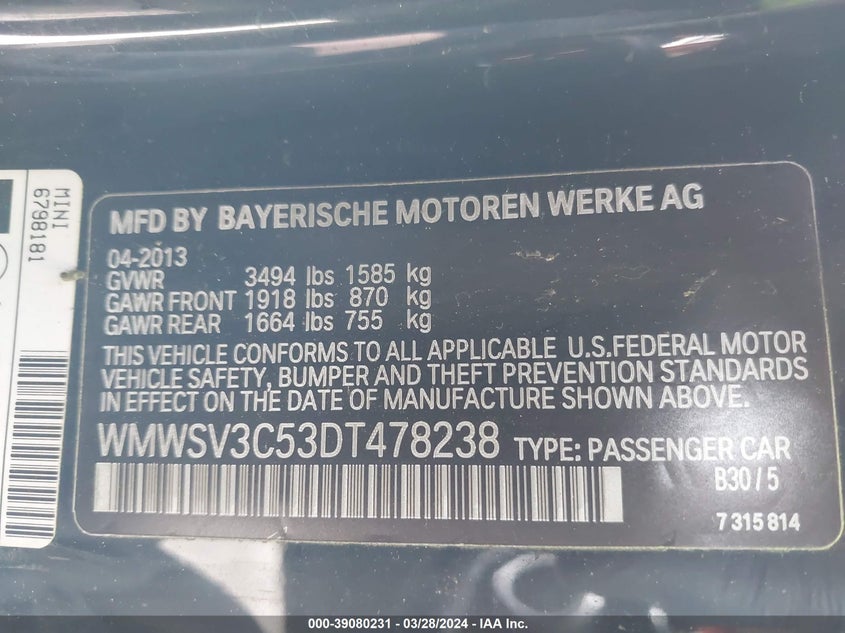 MINI
6798181
MFD BY BAYERISCHE MOTOREN WERKE AG
04-2013
GVWR 3494 lbs 1585 kg
GAWR FRONT 1918 lbs 870 kg
GAWR REAR 1664 lbs 755 kg
THIS VEHICLE CONFORMS TO ALL APPLICABLE U.S.FEDERAL MOTOR
VEHICLE SAFETY, BUMPER AND THEFT PREVENTION STANDARDS
IN EFFECT ON THE DATE OF MANUFACTURE SHOWN ABOVE.
WMWSV3C53DT478238 TYPE: PASSENGER CAR
B30/5
7 315 814
000-39080231 - 03/28/2024 - IAA Inc.